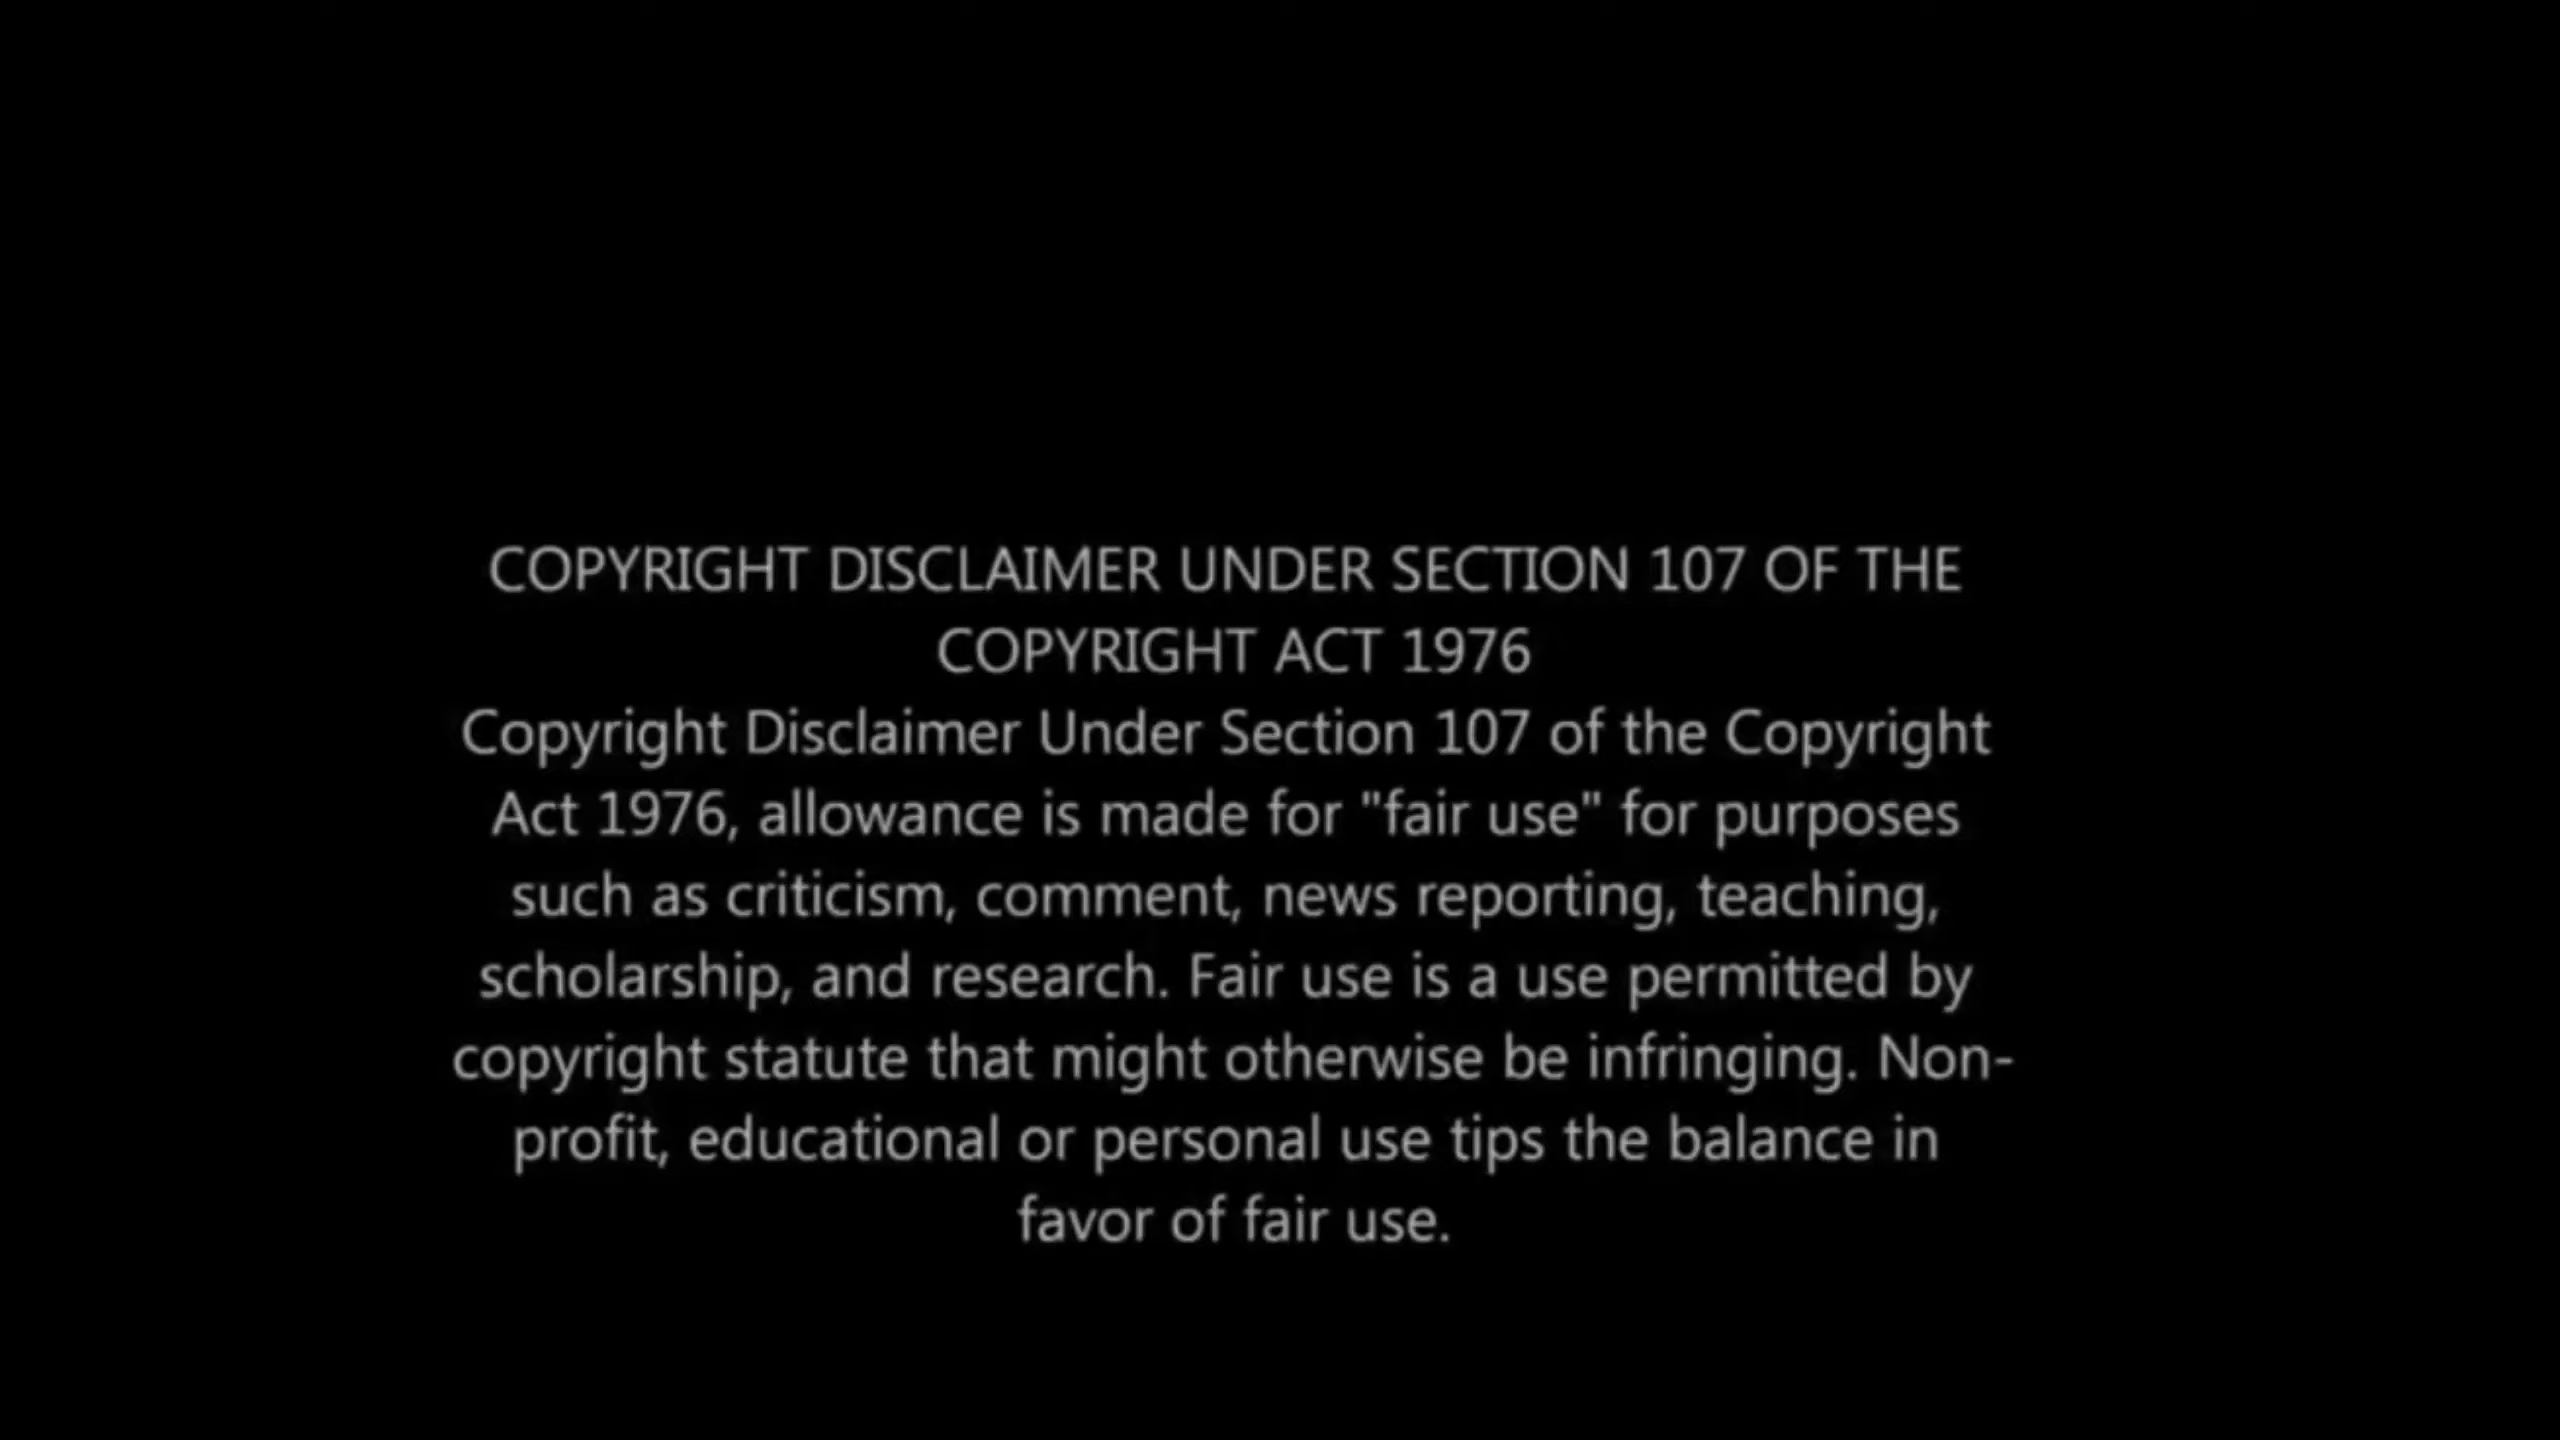 COPYRIGHT DISCLAIMER UNDER SECTION 107 OF THE
COPYRIGHT ACT 1976
Copyright Disclaimer Under Section 107 of the Copyright
Act 1976, allowance is made for "fair use" for purposes
such as criticism, comment, news reporting, teaching,
scholarship, and research. Fair use is a use permitted by
copyright statute that might otherwise be infringing. Non-
profit, educational or personal use tips the balance in
favor of fair use.